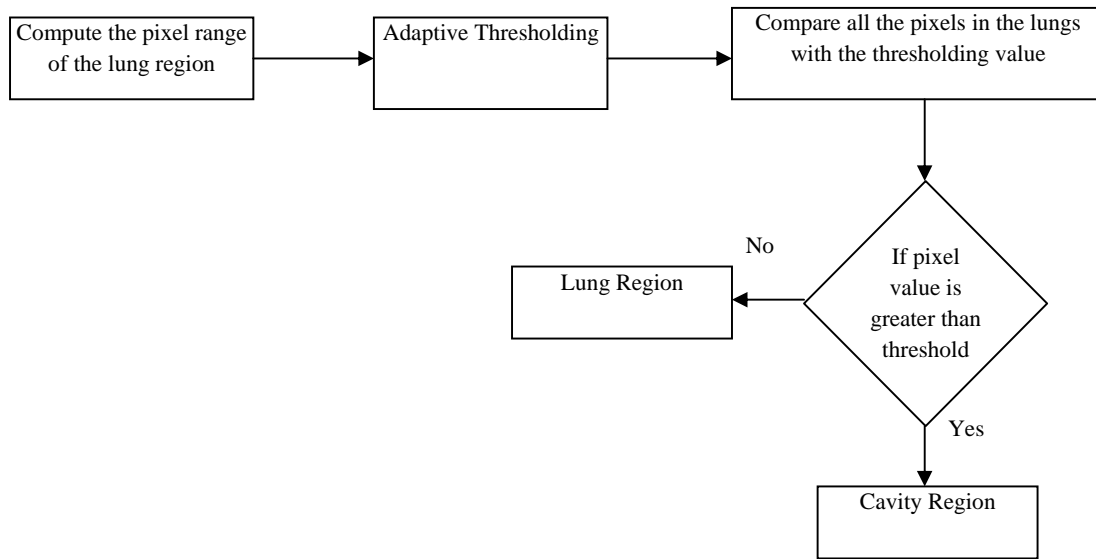 Compute the pixel range
of the lung region
Adaptive Thresholding
Compare all the pixels in the lungs
with the thresholding value
If pixel
value is
greater than
threshold
No
Lung Region
Yes
Cavity Region